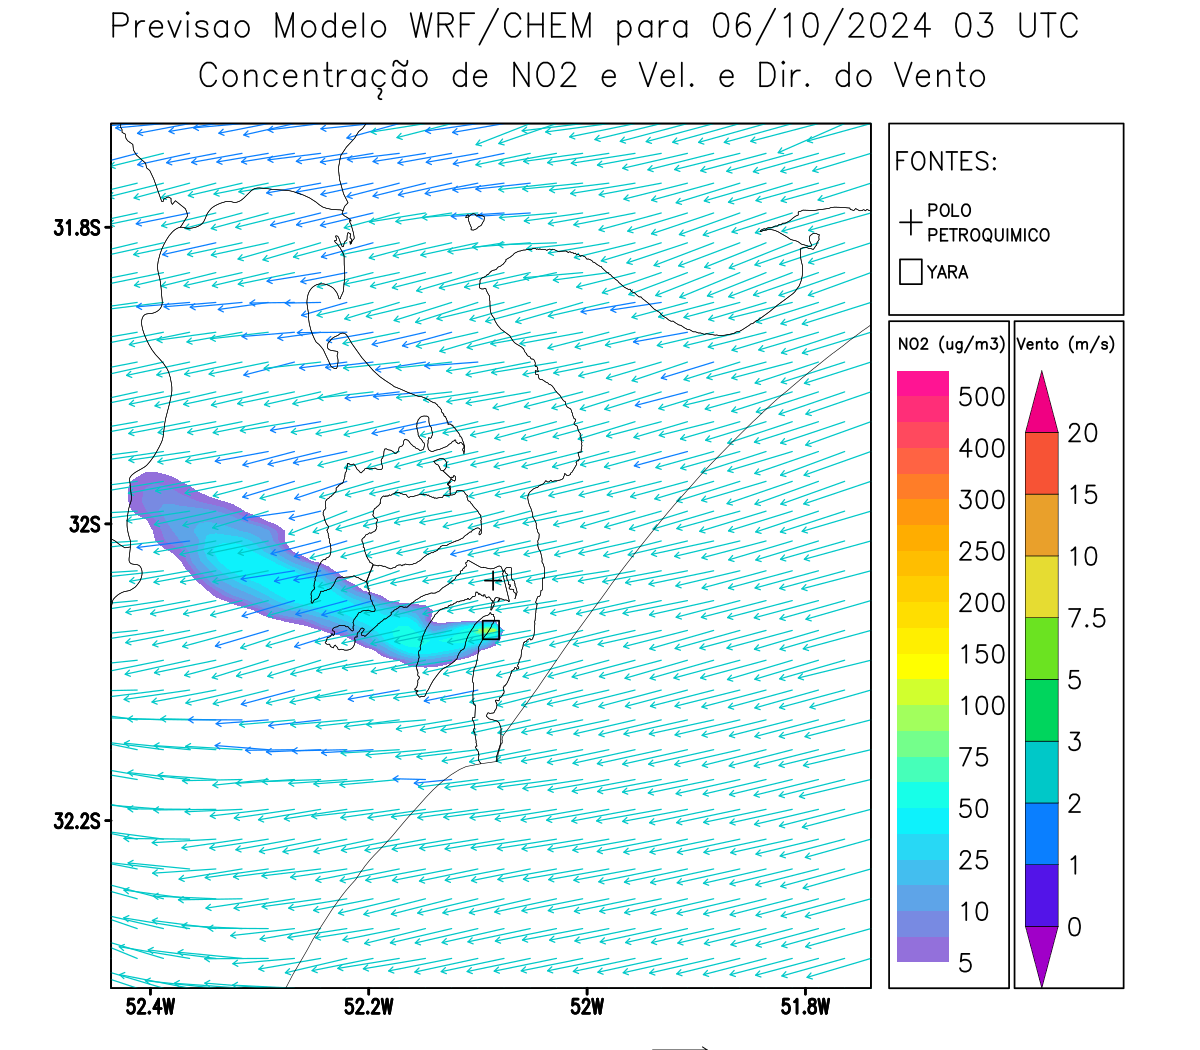 Previsao Modelo WRF/CHEM para 06/10/2024 03 UTC
Concentração de NO2 e Vel. e Dir. do Vento
FONTES:
POLO
PETROQUIMICO
YARA
NO2 (ug/m3)
500
400
300
250
200
150
100
75
50
25
10
5
Vento (m/s)
20
15
10
7.5
5
3
2
1
0
31.8S
32S
32.2S
52.4W
52.2W
52W
51.8W